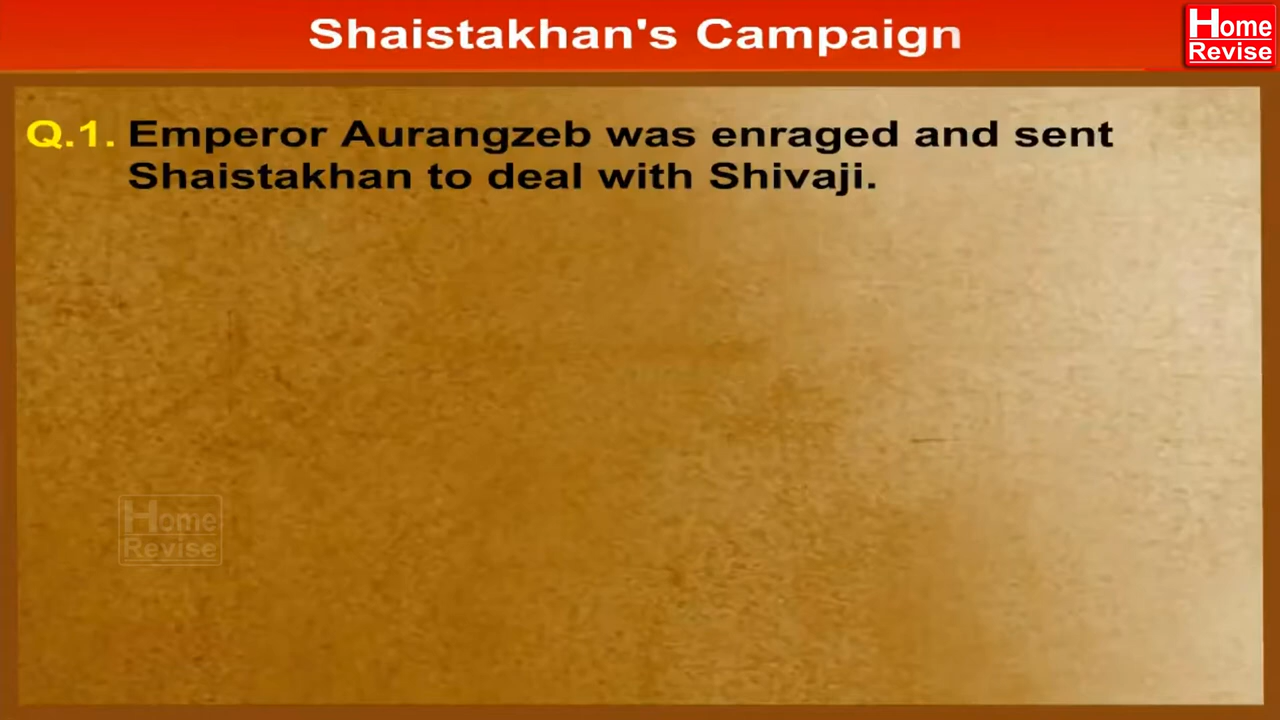 Shaistakhan's Campaign
Home
Revise
Q.1. Emperor Aurangzeb was enraged and sent
Shaistakhan to deal with Shivaji.
Home
Revise